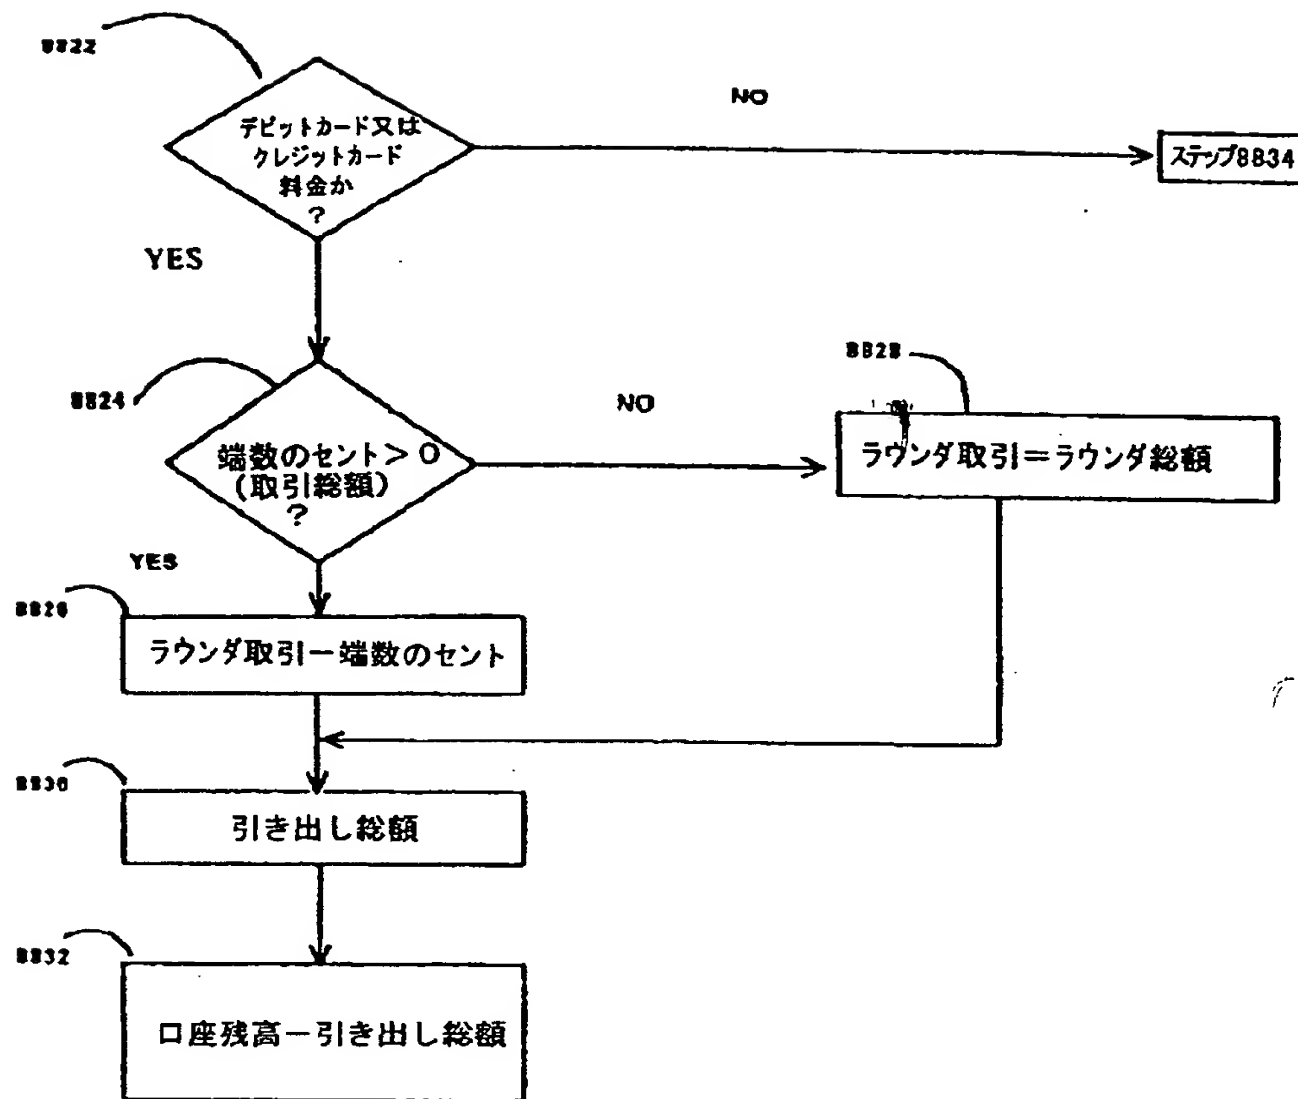 8822
デビットカード又は
クレジットカード
料金か
?
NO
ステップ8834
YES
8824
端数のセント>0
(取引総額)
?
NO
8828
ラウンダ取引=ラウンダ総額
YES
8826
ラウンダ取引ー端数のセント
8830
引き出し総額
8832
口座残高ー引き出し総額